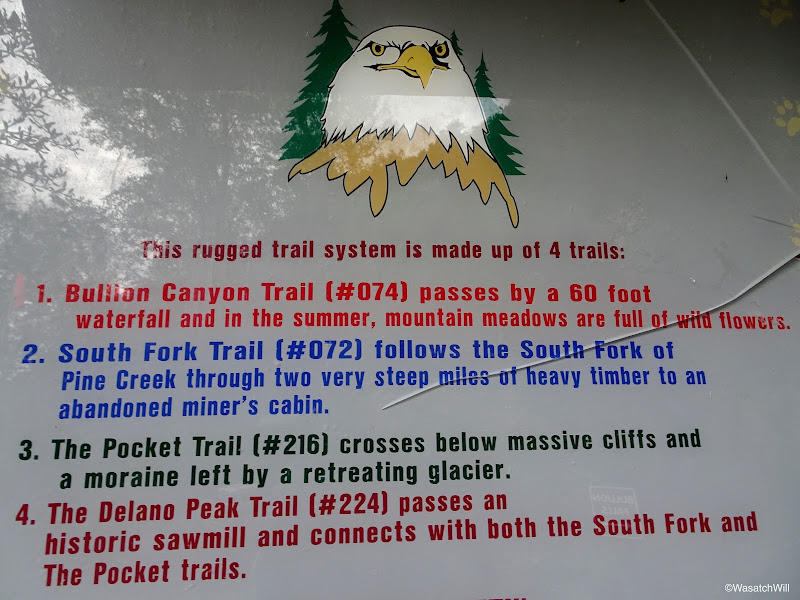 This rugged trail system is made up of 4 trails:
1. Bullion Canyon Trail (#074) passes by a 60 foot
waterfall and in the summer, mountain meadows are full of wild flowers.
2. South Fork Trail (#072) follows the South Fork of
Pine Creek through two very steep miles of heavy timber to an
abandoned miner's cabin.
3. The Pocket Trail (#216) crosses below massive cliffs and
a moraine left by a retreating glacier.
4. The Delano Peak Trail (#224) passes an
historic sawmill and connects with both the South Fork and
The Pocket trails.
BULLION
FALLS
©WasatchWill